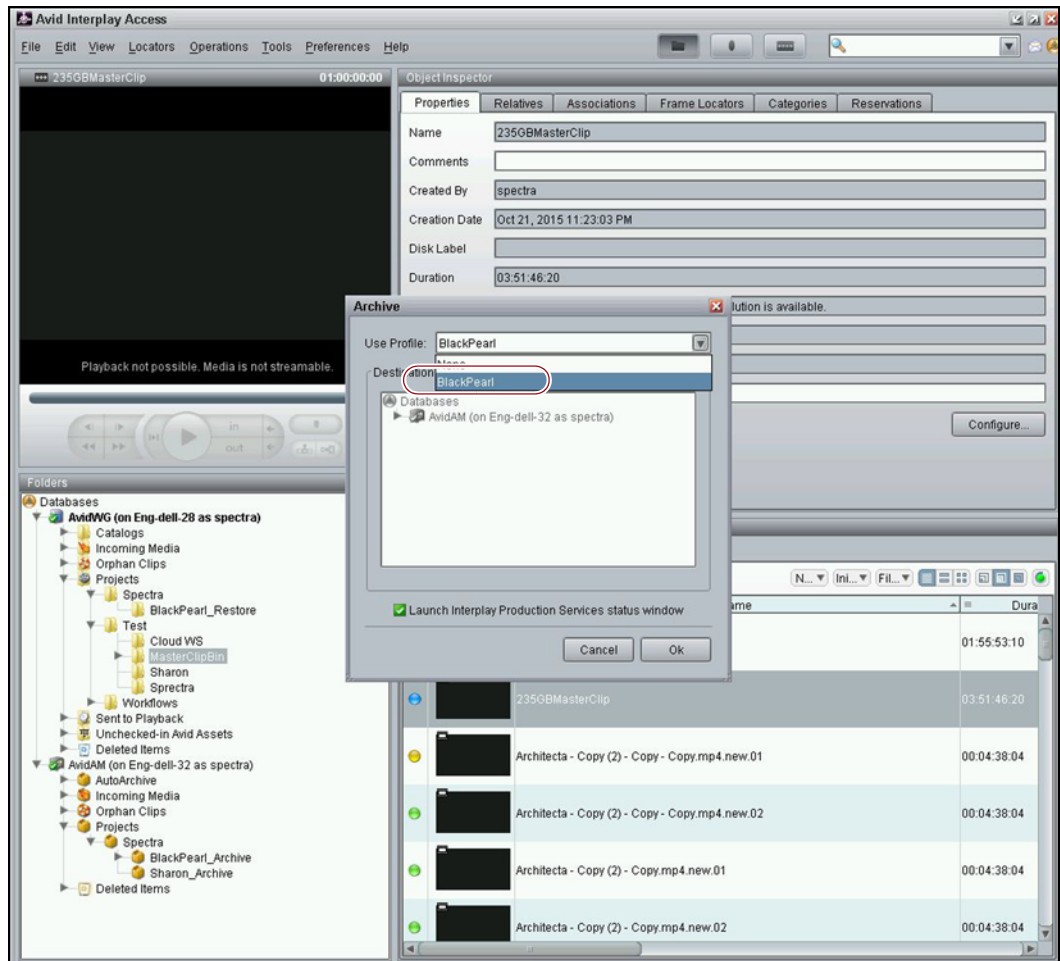 Avid Interplay Access
File Edit View Locators Operations Tools Preferences Help
235GBMasterClip 01:00:00:00
Playback not possible. Media is not streamable.
in
out
Object Inspector
Properties Relatives Associations Frame Locators Categories Reservations
Name 235GBMasterClip
Comments
Created By spectra
Creation Date Oct 21, 2015 11:23:03 PM
Disk Label
Duration 03:51:46:20
lution is available.
Configure...
Archive
Use Profile: BlackPearl
None
BlackPearl
Destination
Databases
AvidAM (on Eng-dell-32 as spectra)
Launch Interplay Production Services status window
Cancel Ok
Folders
Databases
AvidWG (on Eng-dell-28 as spectra)
Catalogs
Incoming Media
Orphan Clips
Projects
Spectra
BlackPearl_Restore
Test
Cloud WS
MasterClipBin
Sharon
Sprectra
Workflows
Sent to Playback
Unchecked-in Avid Assets
Deleted Items
AvidAM (on Eng-dell-32 as spectra)
AutoArchive
Incoming Media
Orphan Clips
Projects
Spectra
BlackPearl_Archive
Sharon_Archive
Deleted Items
N... Ini... Fil...
ame Dura
01:55:53:10
235GBMasterClip 03:51:46:20
Architecta - Copy (2) - Copy - Copy.mp4.new.01 00:04:38:04
Architecta - Copy (2) - Copy - Copy.mp4.new.02 00:04:38:04
Architecta - Copy (2) - Copy.mp4.new.01 00:04:38:04
Architecta - Copy (2) - Copy.mp4.new.02 00:04:38:04